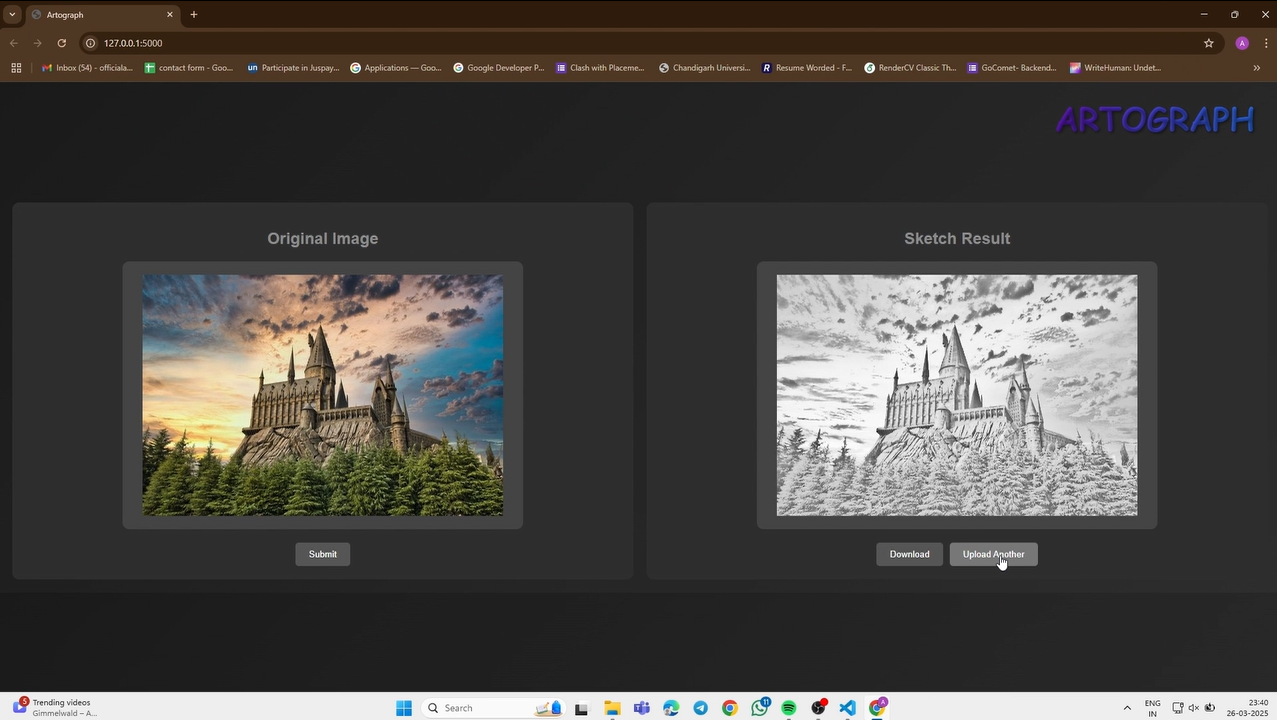 Artograph
127.0.0.1:5000
Inbox (54) - officiala...
contact form - Goo...
Participate in Juspay...
Applications — Goo...
Google Developer P...
Clash with Placeme...
Chandigarh Universi...
Resume Worded - F...
RenderCV Classic Th...
GoComet- Backend...
WriteHuman: Undet...
ARTOGRAPH
Original Image
Sketch Result
Submit
Download
Upload Another
5
Trending videos
Gimmelwald – A...
Search
11
ENG
IN
23:40
26-03-2025